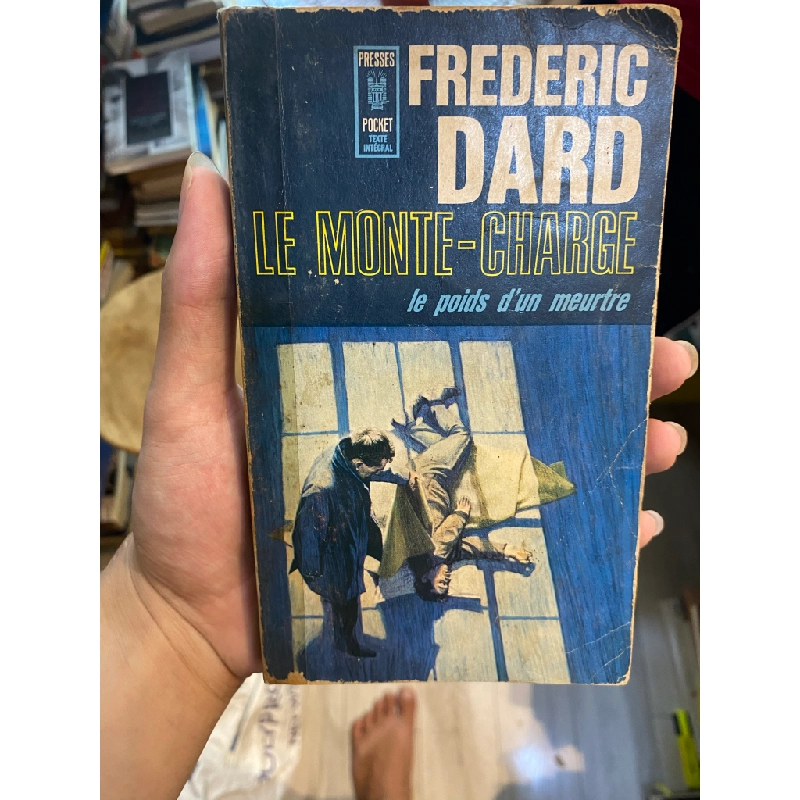 PRESSES
POCKET
TEXTE
INTÉGRAL
FREDERIC
DARD
LE MONTE-CHARGE
le poids d'un meurtre